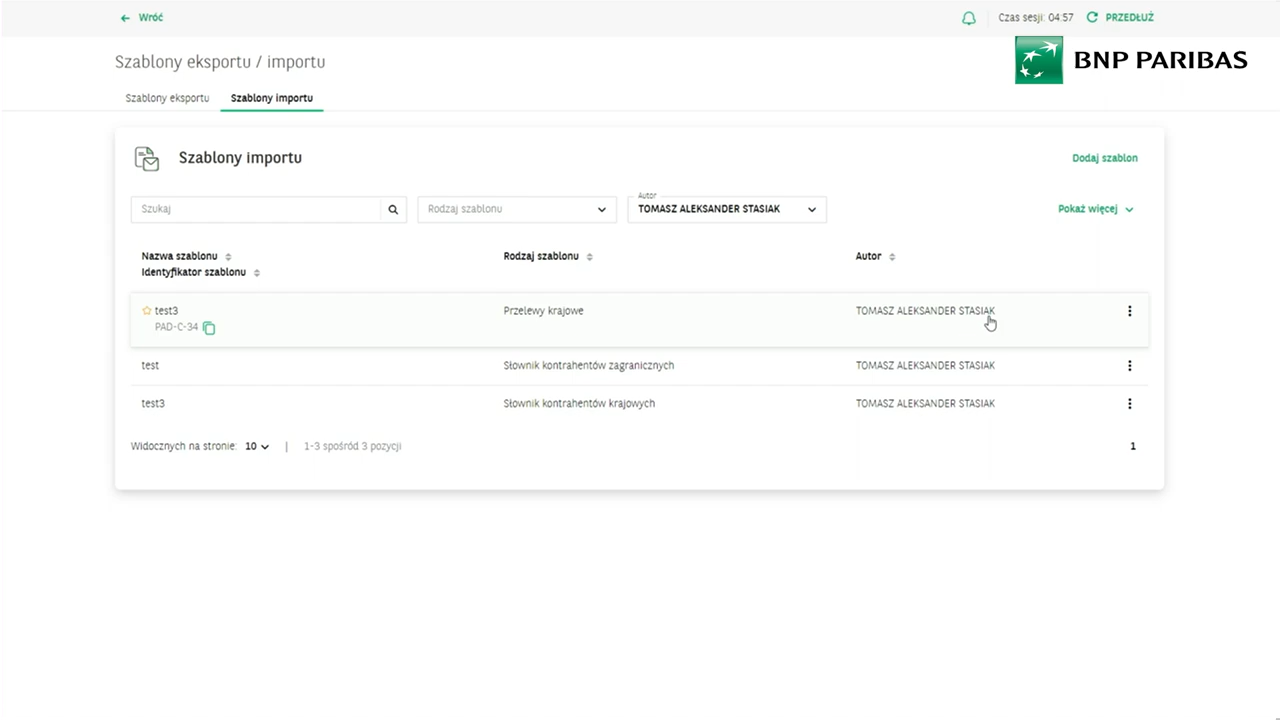 Wróć
Czas sesji: 04:57 PRZEDŁUŻ
Szablony eksportu / importu
BNP PARIBAS
Szablony eksportu Szablony importu
Szablony importu
Dodaj szablon
Szukaj
Rodzaj szablonu
Autor
TOMASZ ALEKSANDER STASIAK
Pokaż więcej
Nazwa szablonu Rodzaj szablonu Autor
Identyfikator szablonu
test3 Przelewy krajowe TOMASZ ALEKSANDER STASIAK
PAD-C-34
test Słownik kontrahentów zagranicznych TOMASZ ALEKSANDER STASIAK
test3 Słownik kontrahentów krajowych TOMASZ ALEKSANDER STASIAK
Widocznych na stronie: 10 | 1-3 spośród 3 pozycji 1